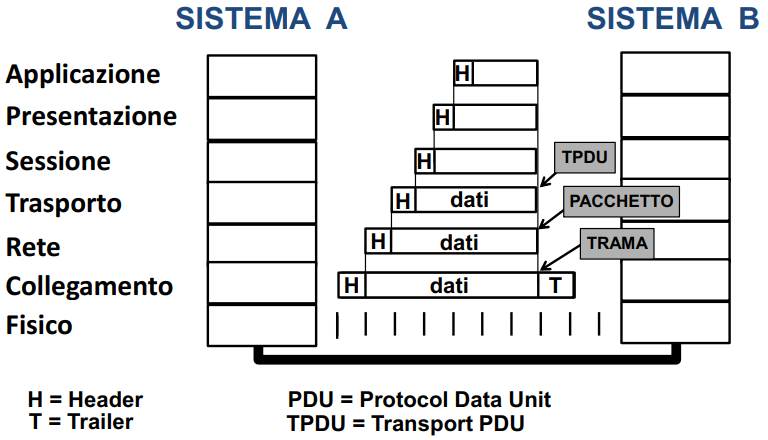 SISTEMA A SISTEMA B
Applicazione H
Presentazione H
Sessione H TPDU
Trasporto H dati PACCHETTO
Rete H dati TRAMA
Collegamento H dati T
Fisico
H = Header PDU = Protocol Data Unit
T = Trailer TPDU = Transport PDU